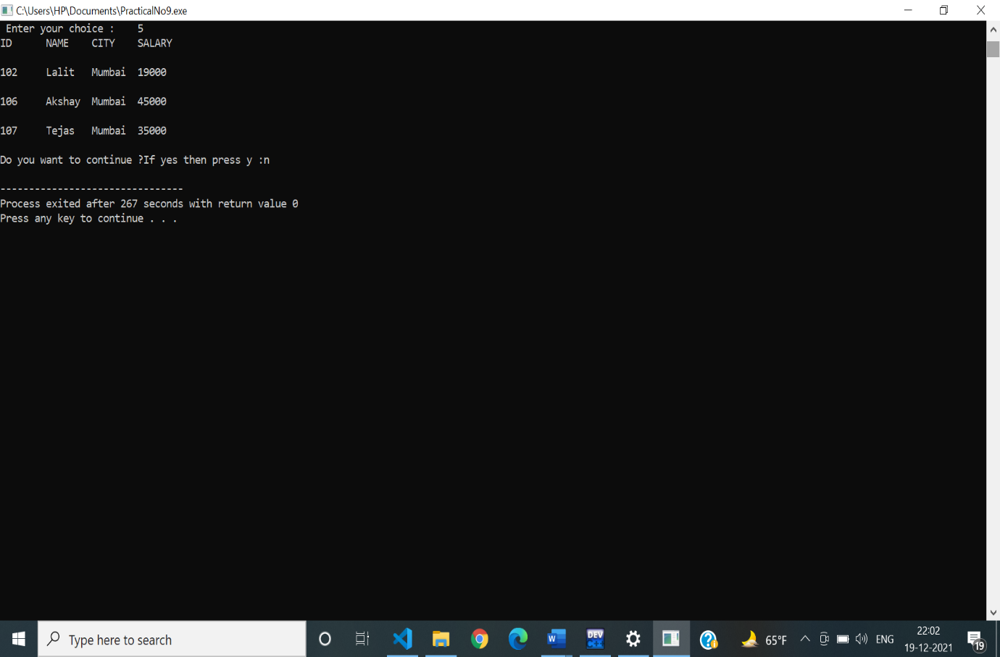 C:\Users\HP\Documents\PracticalNo9.exe
Enter your choice :    5
ID      NAME    CITY    SALARY
102     Lalit   Mumbai  19000
106     Akshay  Mumbai  45000
107     Tejas   Mumbai  35000
Do you want to continue ?If yes then press y :n
--------------------------------
Process exited after 267 seconds with return value 0
Press any key to continue . . .
Type here to search
W
DEV
C++
65°F
ENG
22:02
19-12-2021
19